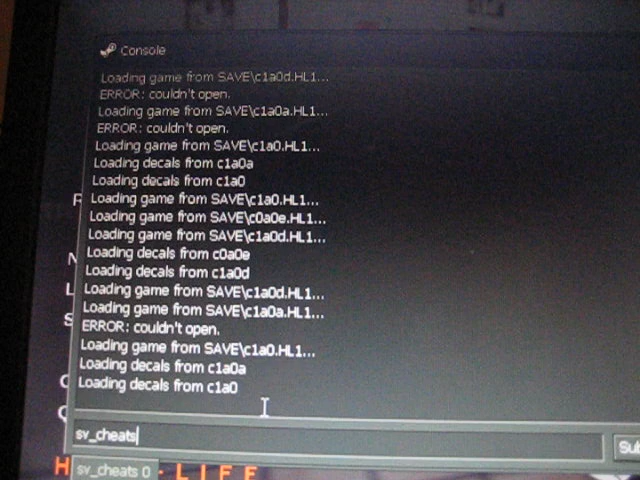 Console
Loading game from SAVE\c1a0d.HL1...
ERROR: couldn't open.
Loading game from SAVE\c1a0a.HL1...
ERROR: couldn't open.
Loading game from SAVE\c1a0.HL1...
Loading decals from c1a0a
Loading decals from c1a0
Loading game from SAVE\c1a0.HL1...
Loading game from SAVE\c0a0e.HL1...
Loading game from SAVE\c1a0d.HL1...
Loading decals from c0a0e
Loading decals from c1a0d
Loading game from SAVE\c1a0d.HL1...
Loading game from SAVE\c1a0a.HL1...
ERROR: couldn't open.
Loading game from SAVE\c1a0.HL1...
Loading decals from c1a0a
Loading decals from c1a0
sv_cheats
Sub
sv_cheats 0
H - LIFE